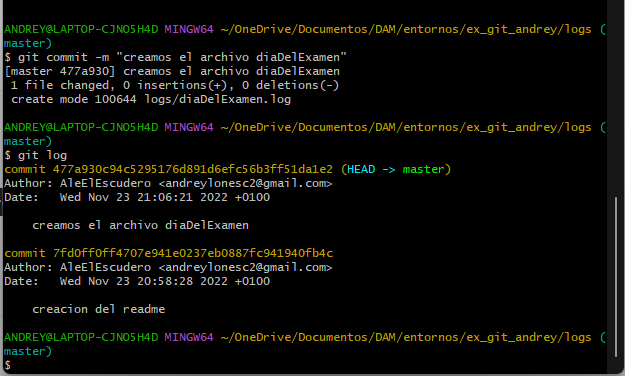 ANDREY@LAPTOP-CJNO5H4D MINGW64 ~/OneDrive/Documentos/DAM/entornos/ex_git_andrey/logs (
master)
$ git commit -m "creamos el archivo diaDelExamen"
[master 477a930] creamos el archivo diaDelExamen
 1 file changed, 0 insertions(+), 0 deletions(-)
 create mode 100644 logs/diaDelExamen.log

ANDREY@LAPTOP-CJNO5H4D MINGW64 ~/OneDrive/Documentos/DAM/entornos/ex_git_andrey/logs (
master)
$ git log
commit 477a930c94c5295176d891d6efc56b3ff51da1e2 (HEAD -> master)
Author: AleElEscudero <andreylonesc2@gmail.com>
Date:   Wed Nov 23 21:06:21 2022 +0100

    creamos el archivo diaDelExamen

commit 7fd0ff0ff4707e941e0237eb0887fc941940fb4c
Author: AleElEscudero <andreylonesc2@gmail.com>
Date:   Wed Nov 23 20:58:28 2022 +0100

    creacion del readme

ANDREY@LAPTOP-CJNO5H4D MINGW64 ~/OneDrive/Documentos/DAM/entornos/ex_git_andrey/logs (
master)
$